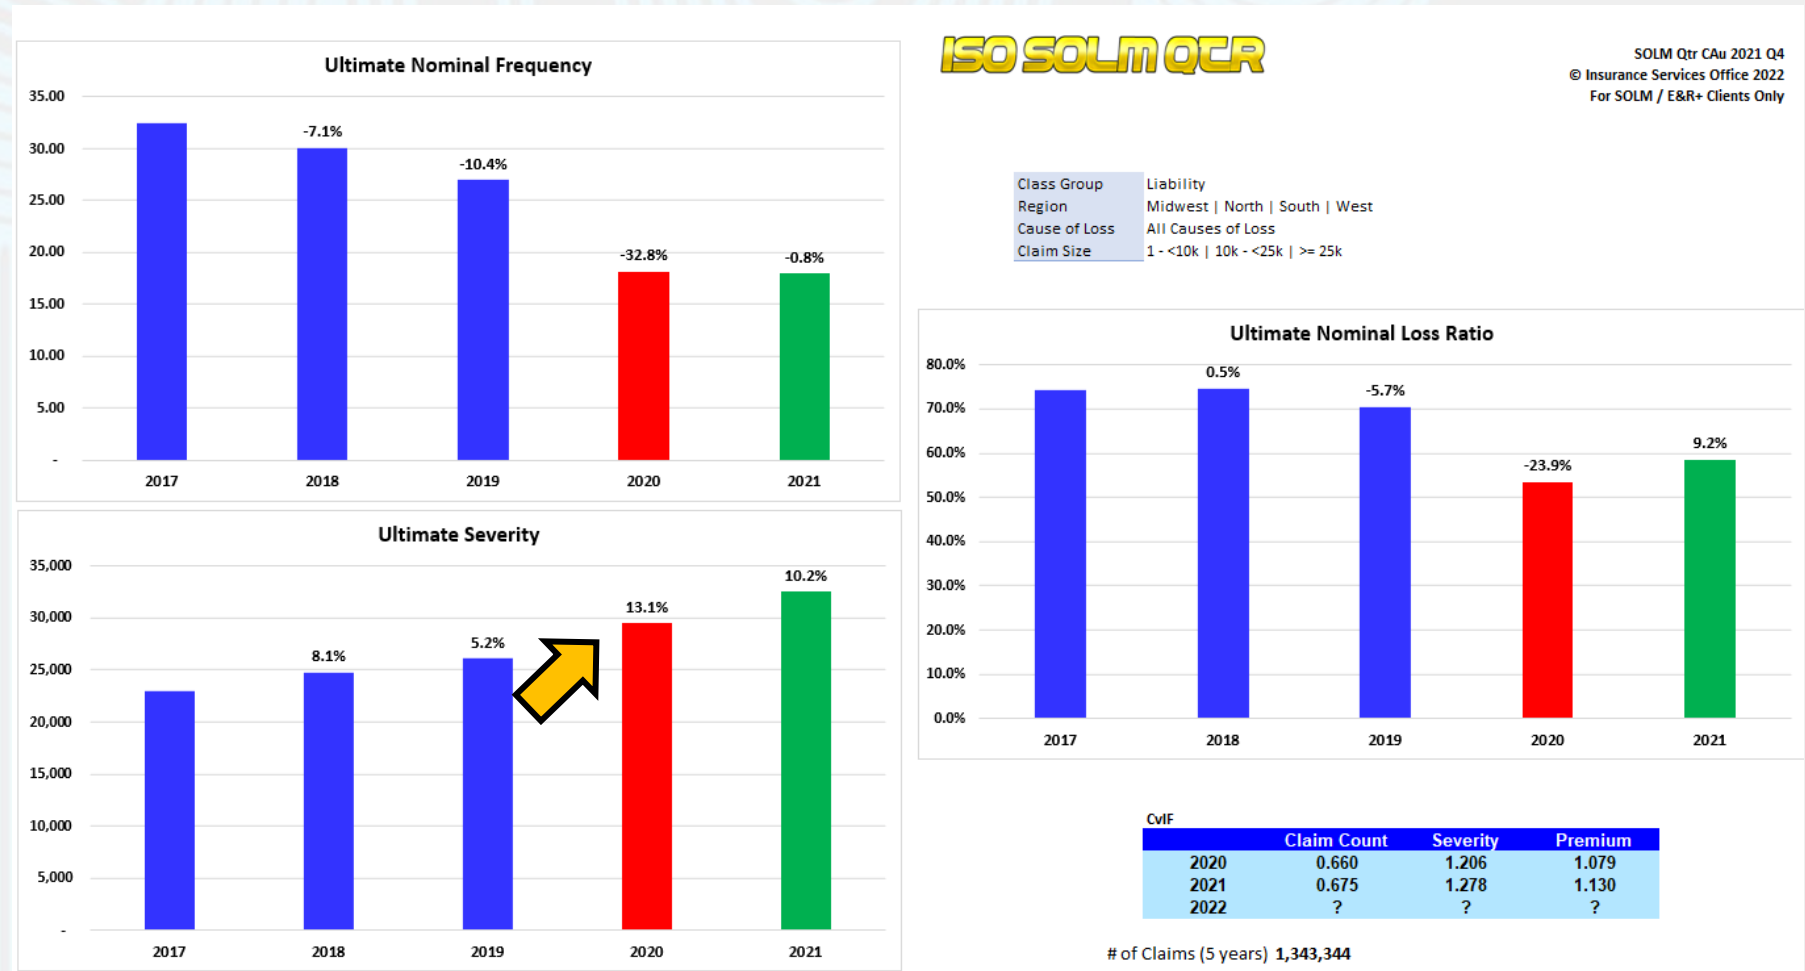 Ultimate Nominal Frequency
35.00
30.00
25.00
20.00
15.00
10.00
5.00
-
-7.1%
-10.4%
-32.8%
-0.8%
2017 2018 2019 2020 2021
Ultimate Severity
35,000
30,000
25,000
20,000
15,000
10,000
5,000
-
8.1%
5.2%
13.1%
10.2%
2017 2018 2019 2020 2021
ISO SOLM QTR
SOLM Qtr CAu 2021 Q4
© Insurance Services Office 2022
For SOLM / E&R+ Clients Only
Class Group Liability
Region Midwest | North | South | West
Cause of Loss All Causes of Loss
Claim Size 1 - <10k | 10k - <25k | >= 25k
Ultimate Nominal Loss Ratio
80.0%
70.0%
60.0%
50.0%
40.0%
30.0%
20.0%
10.0%
0.0%
0.5%
-5.7%
-23.9%
9.2%
2017 2018 2019 2020 2021
CvIF
Claim Count Severity Premium
2020 0.660 1.206 1.079
2021 0.675 1.278 1.130
2022 ? ? ?
# of Claims (5 years) 1,343,344